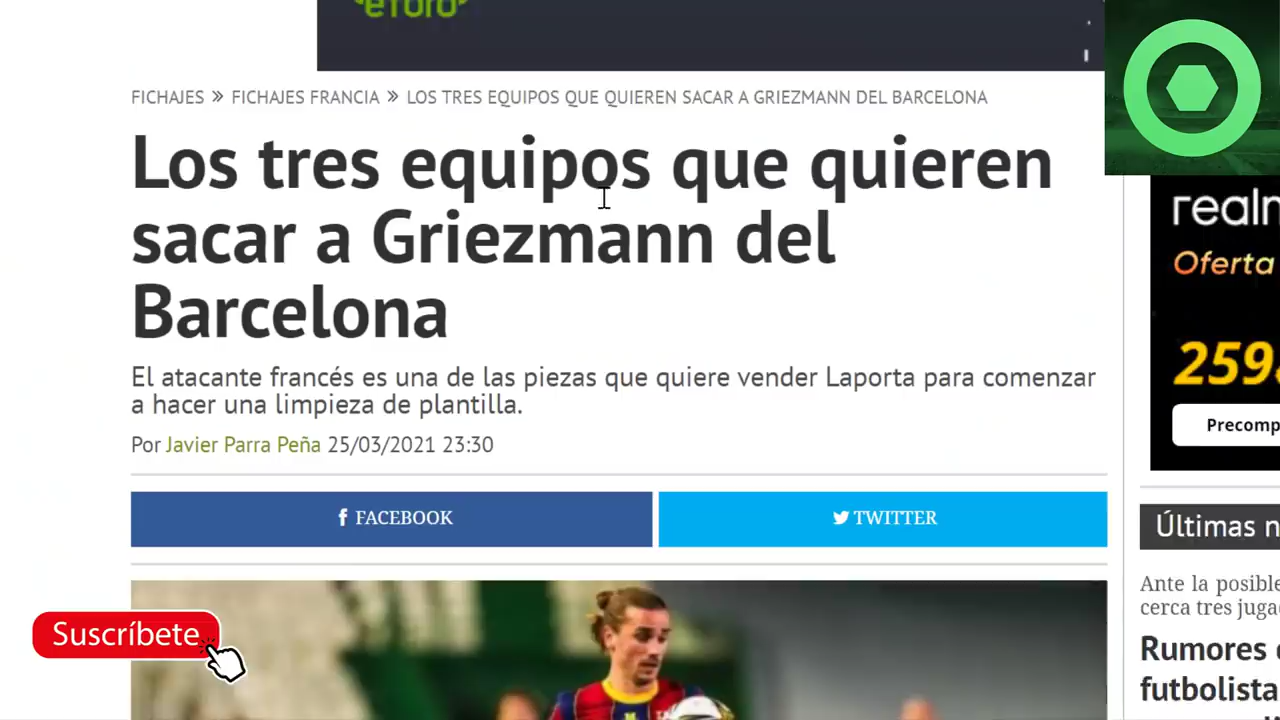 eToro
FICHAJES » FICHAJES FRANCIA » LOS TRES EQUIPOS QUE QUIEREN SACAR A GRIEZMANN DEL BARCELONA
Los tres equipos que quieren
sacar a Griezmann del
Barcelona
El atacante francés es una de las piezas que quiere vender Laporta para comenzar
a hacer una limpieza de plantilla.
Por Javier Parra Peña 25/03/2021 23:30
FACEBOOK
TWITTER
Suscríbete
realm
Oferta
259
Precomp
Últimas n
Ante la posible
cerca tres juga
Rumores
futbolista